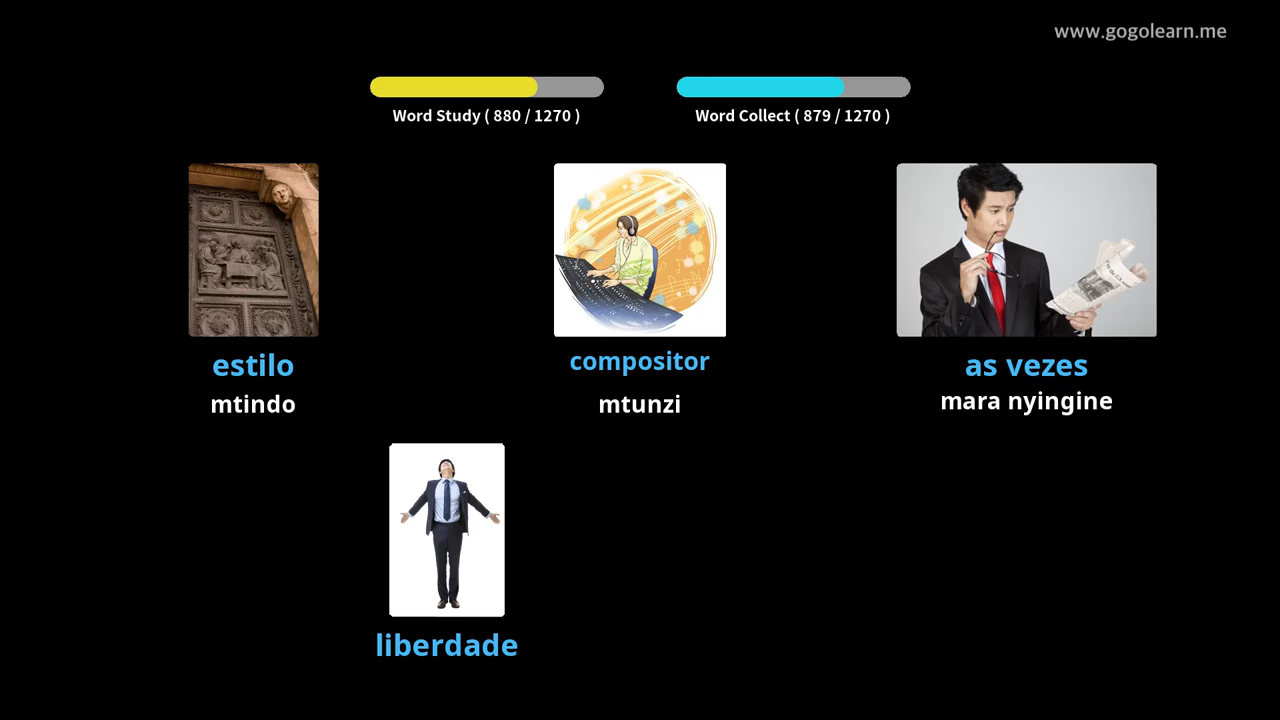 www.gogolearn.me
Word Study ( 880 / 1270 )
Word Collect ( 879 / 1270 )
estilo
mtindo
compositor
mtunzi
as vezes
mara nyingine
liberdade